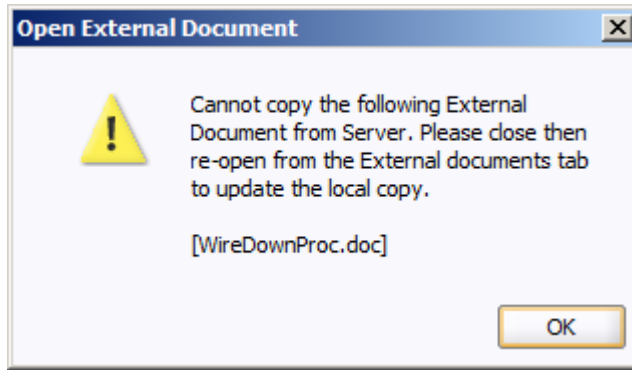 Open External Document
Cannot copy the following External
Document from Server. Please close then
re-open from the External documents tab
to update the local copy.
[WireDownProc.doc]
OK